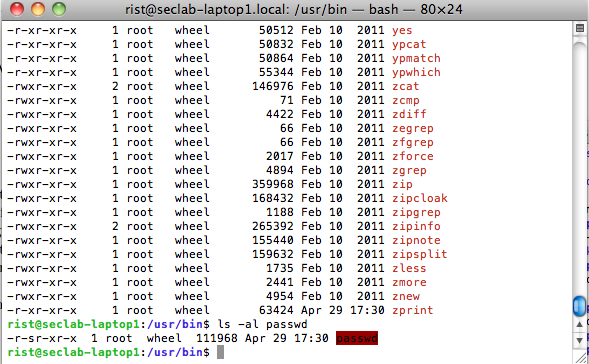 rist@seclab-laptop1.local: /usr/bin — bash — 80×24
-r-xr-xr-x 1 root wheel 50512 Feb 10 2011 yes
-r-xr-xr-x 1 root wheel 50832 Feb 10 2011 ypcat
-r-xr-xr-x 1 root wheel 50864 Feb 10 2011 ypmatch
-r-xr-xr-x 1 root wheel 55344 Feb 10 2011 ypwhich
-rwxr-xr-x 2 root wheel 146976 Feb 10 2011 zcat
-rwxr-xr-x 1 root wheel 71 Feb 10 2011 zcmp
-rwxr-xr-x 1 root wheel 4422 Feb 10 2011 zdiff
-rwxr-xr-x 1 root wheel 66 Feb 10 2011 zegrep
-rwxr-xr-x 1 root wheel 66 Feb 10 2011 zfgrep
-rwxr-xr-x 1 root wheel 2017 Feb 10 2011 zforce
-rwxr-xr-x 1 root wheel 4894 Feb 10 2011 zgrep
-rwxr-xr-x 1 root wheel 359968 Feb 10 2011 zip
-rwxr-xr-x 1 root wheel 168432 Feb 10 2011 zipcloak
-rwxr-xr-x 1 root wheel 1188 Feb 10 2011 zipgrep
-rwxr-xr-x 2 root wheel 265392 Feb 10 2011 zipinfo
-rwxr-xr-x 1 root wheel 155440 Feb 10 2011 zipnote
-rwxr-xr-x 1 root wheel 159632 Feb 10 2011 zipsplit
-rwxr-xr-x 1 root wheel 1735 Feb 10 2011 zless
-rwxr-xr-x 1 root wheel 2441 Feb 10 2011 zmore
-rwxr-xr-x 1 root wheel 4954 Feb 10 2011 znew
-rwxr-xr-x 1 root wheel 63424 Apr 29 17:30 zprint
rist@seclab-laptop1:/usr/bin$ ls -al passwd
-r-sr-xr-x 1 root wheel 111968 Apr 29 17:30 passwd
rist@seclab-laptop1:/usr/bin$